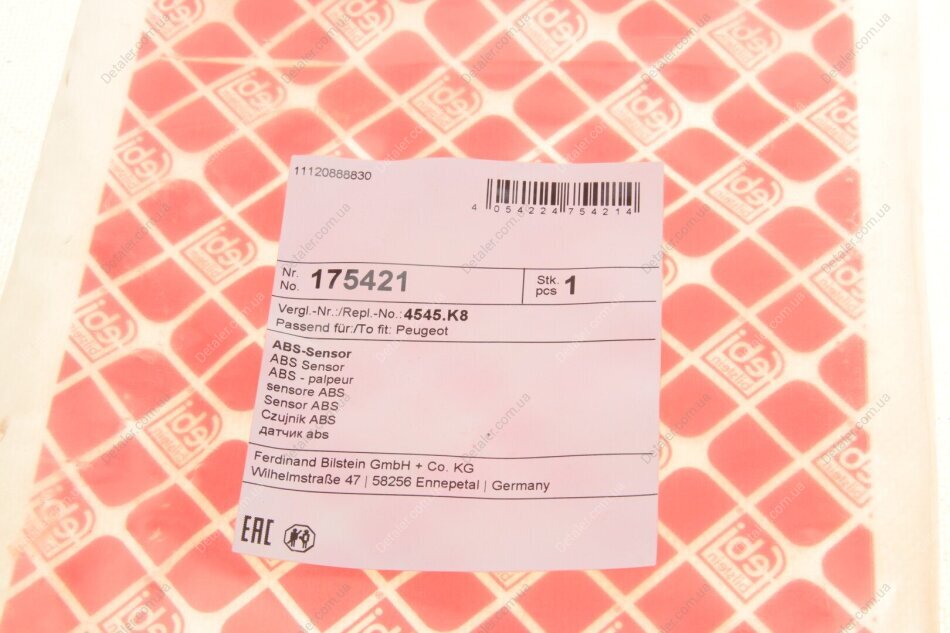 11120888830
4 054224 754214
Nr.
No. 175421
Stk.
pcs 1
Vergl.-Nr.:/Repl.-No.:4545.K8
Passend für:/To fit: Peugeot
ABS-Sensor
ABS Sensor
ABS - palpeur
sensore ABS
Sensor ABS
Czujnik ABS
датчик abs
Ferdinand Bilstein GmbH + Co. KG
Wilhelmstraße 47 | 58256 Ennepetal | Germany
EAC
febi
bilstein
Detaler.com.ua